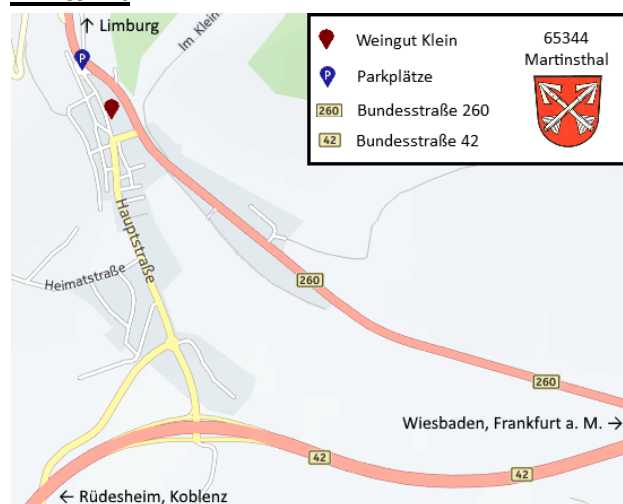 ↑ Limburg
Im Klein
P
Weingut Klein
P Parkplätze
260 Bundesstraße 260
42 Bundesstraße 42
65344
Martinsthal
Hauptstraße
Heimatstraße
260
260
Wiesbaden, Frankfurt a. M. →
42
42
← Rüdesheim, Koblenz